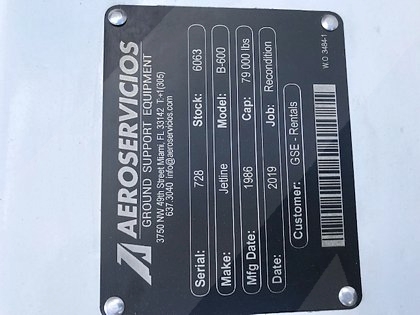 AEROSERVICIOS
GROUND SUPPORT EQUIPMENT
3750 NW 49th Street Miami, FL 33142 T:+1(305)
637.3040 info@aeroservicios.com
Serial: 728 Stock: 6063
Make: Jetline Model: B-600
Mfg Date: 1986 Cap: 79 000 lbs
Date: 2019 Job: Recondition
Customer: GSE - Rentals
W.O 3484-1